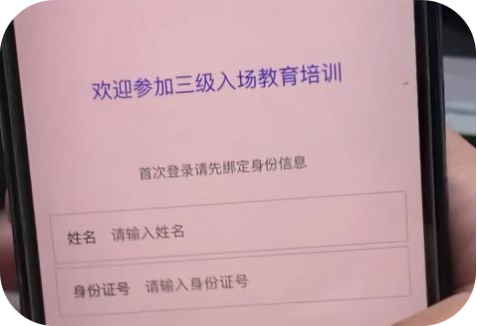 欢迎参加三级入场教育培训
首次登录请先绑定身份信息
姓名 请输入姓名
身份证号 请输入身份证号